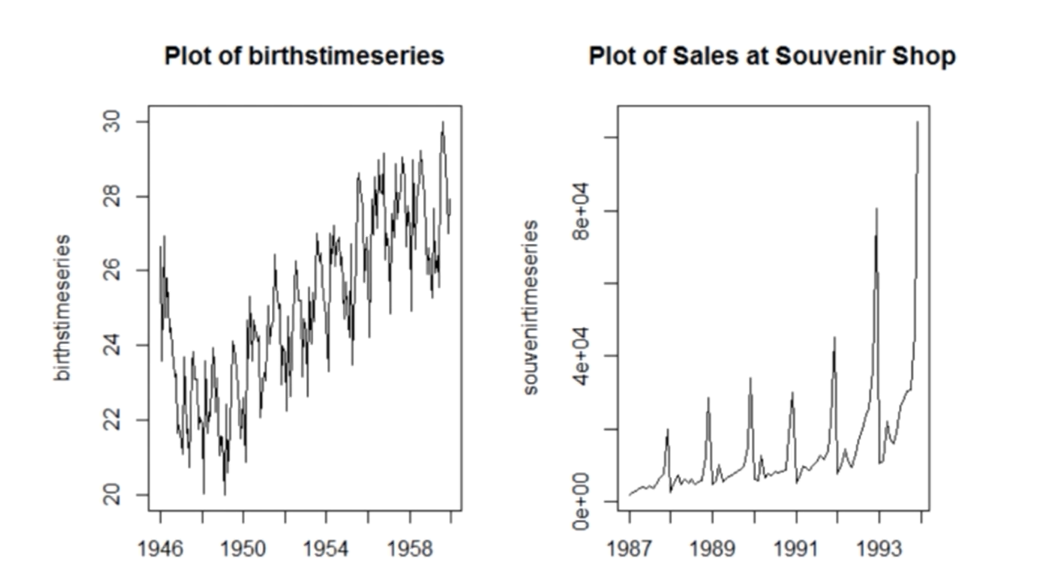 Plot of birthstimeseries
birthstimeseries
30
28
26
24
22
20
1946 1950 1954 1958
Plot of Sales at Souvenir Shop
souvenirtimeseries
8e+04
4e+04
0e+00
1987 1989 1991 1993